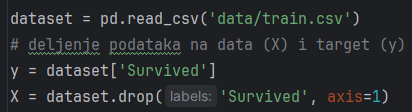 dataset = pd.read_csv('data/train.csv')
# deljenje podataka na data (X) i target (y)
y = dataset['Survived']
X = dataset.drop( labels: 'Survived', axis=1)